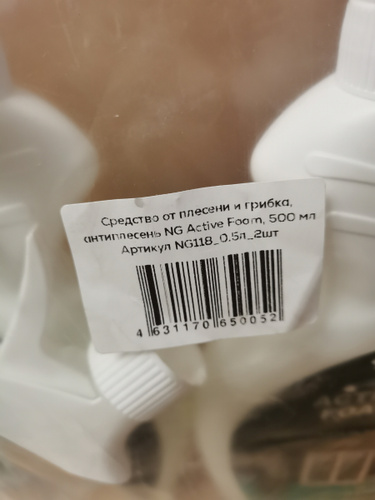 Средство от плесени и грибка,
антиплесень NG Active Foam, 500 мл
Артикул NG118_0.5л_2шт
4 631170 650052